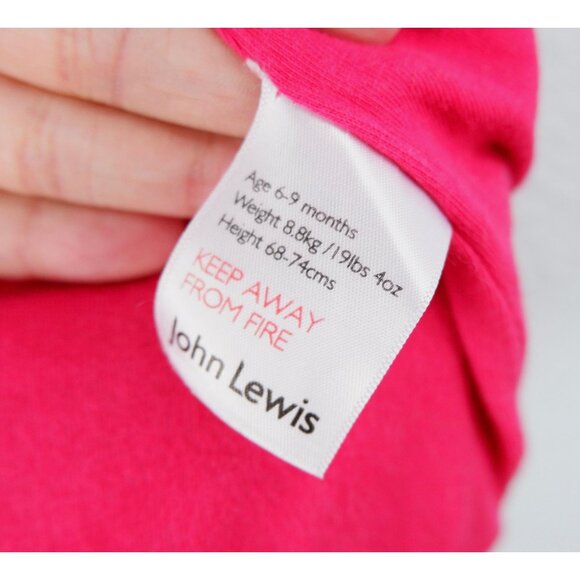 Age 6-9 months
Weight 8.8kg / 19lbs 4oz
Height 68-74cms
KEEP AWAY
FROM FIRE
John Lewis